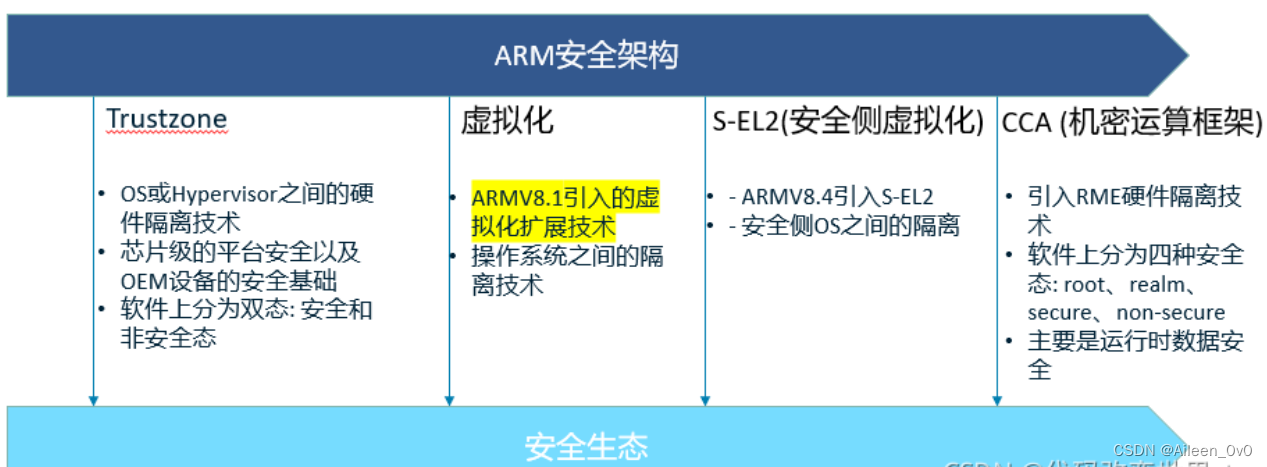 ARM安全架构
Trustzone
• OS或Hypervisor之间的硬
件隔离技术
• 芯片级的平台安全以及
OEM设备的安全基础
• 软件上分为双态: 安全和
非安全态
虚拟化
• ARMV8.1引入的虚
拟化扩展技术
• 操作系统之间的隔
离技术
S-EL2(安全侧虚拟化)
• - ARMV8.4引入S-EL2
• - 安全侧OS之间的隔离
CCA (机密运算框架)
• 引入RME硬件隔离技
术
• 软件上分为四种安全
态: root、realm、
secure、non-secure
• 主要是运行时数据安
全
安全生态
CSDN @Aileen_0v0